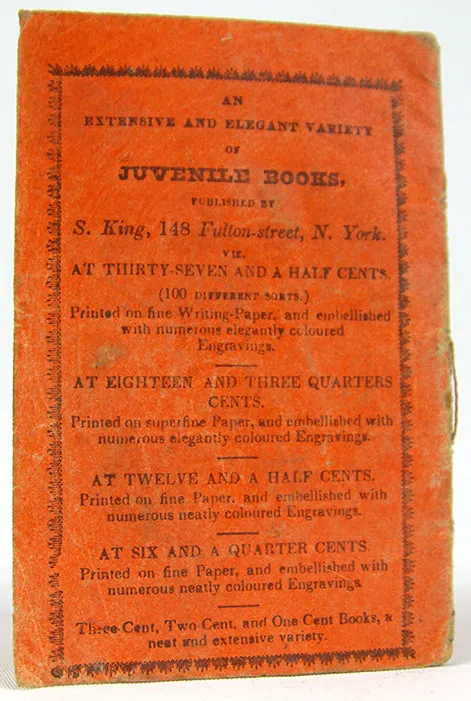 AN
EXTENSIVE AND ELEGANT VARIETY
OF
JUVENILE BOOKS,
PUBLISHED BY
S. King, 148 Fulton-street, N. York.
VIZ.
AT THIRTY-SEVEN AND A HALF CENTS.
(100 DIFFERENT SORTS.)
Printed on fine Writing-Paper, and embellished
with numerous elegantly coloured
Engravings.
AT EIGHTEEN AND THREE QUARTERS
CENTS.
Printed on superfine Paper, and embellished with
numerous elegantly coloured Engravings.
AT TWELVE AND A HALF CENTS.
Printed on fine Paper, and embellished with
numerous neatly coloured Engravings.
AT SIX AND A QUARTER CENTS.
Printed on fine Paper, and embellished with
numerous neatly coloured Engravings.
Three-Cent, Two Cent, and One Cent Books, a
neat and extensive variety.